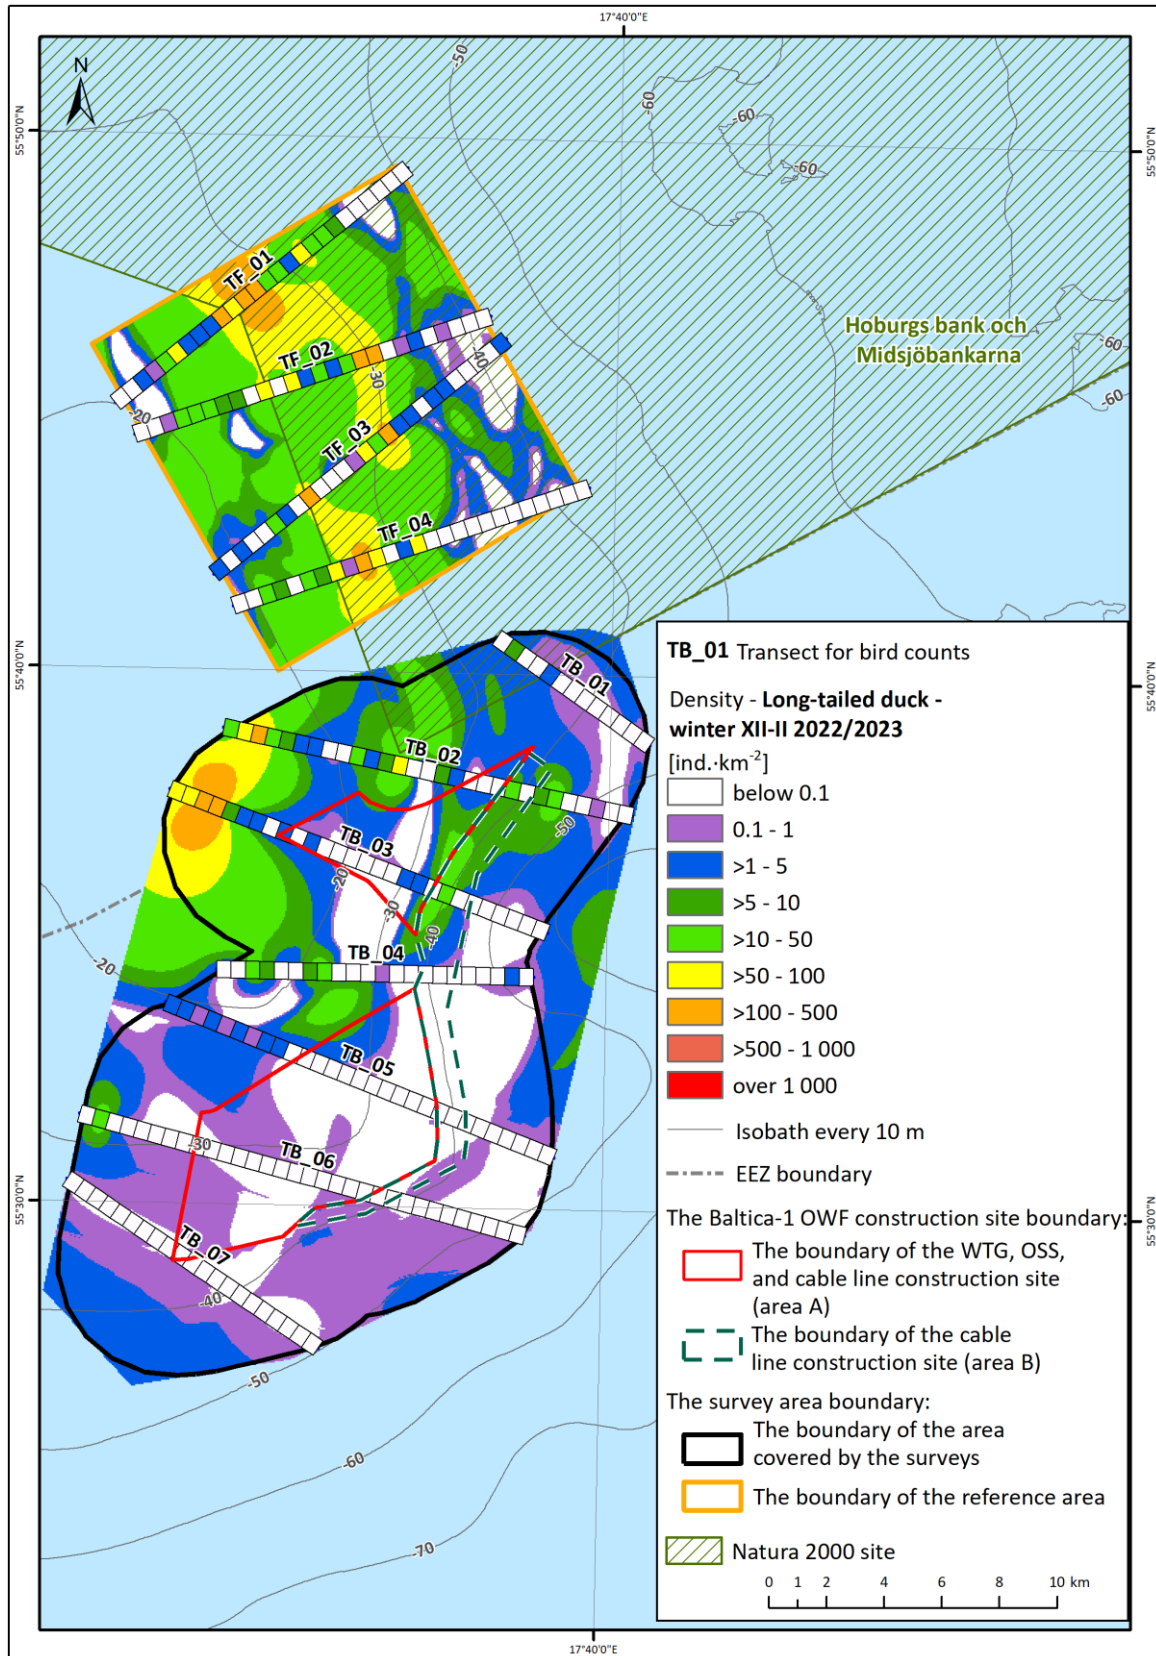 17°40'0"E
N
55°50'0"N
55°50'0"N
-50
-60
-60
-60
TF_01
TF_02
-30
-40
-20
TF_03
TF_04
Hoburgs bank och
Midsjöbankarna
-60
-60
55°40'0"N
55°40'0"N
TB_01
TB_02
-50
TB_03
-20
-30
-40
TB_04
-20
TB_05
-30
TB_06
TB_07
-40
55°30'0"N
55°30'0"N
-50
-60
-70
TB_01 Transect for bird counts
Density - Long-tailed duck -
winter XII-II 2022/2023
[ind.·km-2]
below 0.1
0.1 - 1
>1 - 5
>5 - 10
>10 - 50
>50 - 100
>100 - 500
>500 - 1 000
over 1 000
Isobath every 10 m
EEZ boundary
The Baltica-1 OWF construction site boundary:
The boundary of the WTG, OSS,
and cable line construction site
(area A)
The boundary of the cable
line construction site (area B)
The survey area boundary:
The boundary of the area
covered by the surveys
The boundary of the reference area
Natura 2000 site
0 1 2 4 6 8 10 km
17°40'0"E